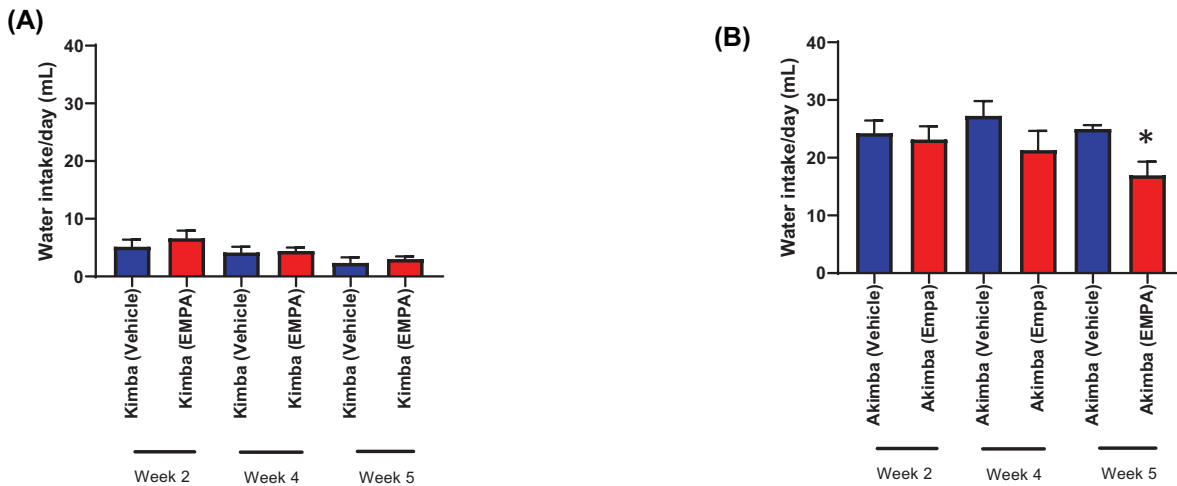 (A)
Water intake/day (mL)
40
30
20
10
0
Kimba (Vehicle)
Kimba (EMPA)
Kimba (Vehicle)
Kimba (EMPA)
Kimba (Vehicle)
Kimba (EMPA)
Week 2
Week 4
Week 5
(B)
Water intake/day (mL)
40
30
20
10
0
*
Akimba (Vehicle)
Akimba (Empa)
Akimba (Vehicle)
Akimba (Empa)
Akimba (Vehicle)
Akimba (EMPA)
Week 2
Week 4
Week 5